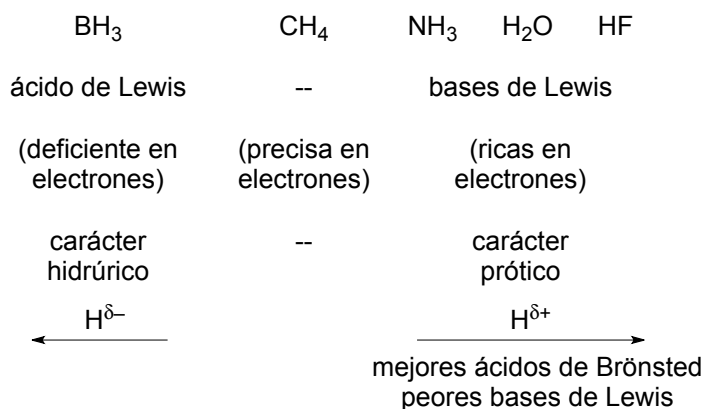 BH₃ CH₄ NH₃ H₂O HF
ácido de Lewis -- bases de Lewis
(deficiente en (precisa en (ricas en
electrones) electrones) electrones)
carácter -- carácter
hidrúrico prótico
Hδ– Hδ+
mejores ácidos de Brönsted
peores bases de Lewis